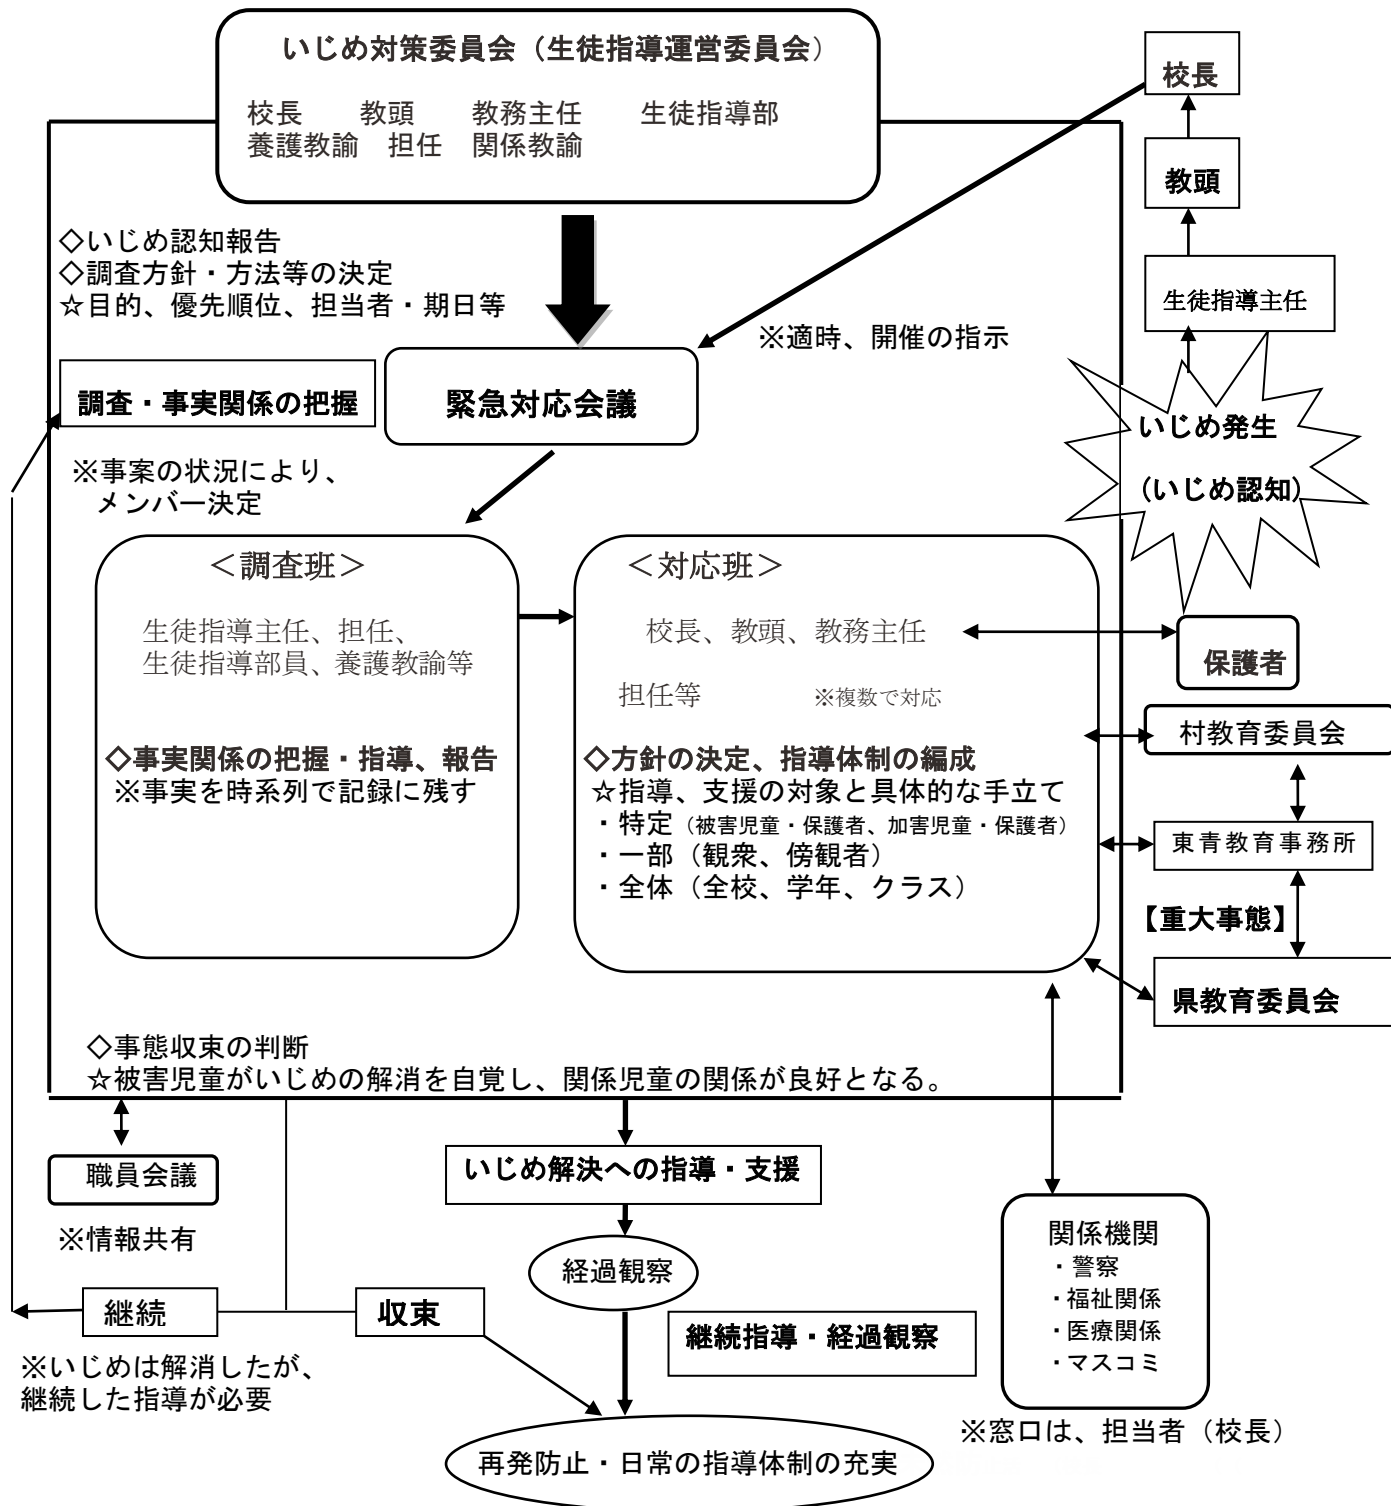 いじめ対策委員会（生徒指導運営委員会）
校長　教頭　教務主任　生徒指導部
養護教諭　担任　関係教諭
校長
教頭
生徒指導主任
いじめ発生
(いじめ認知)
◇いじめ認知報告
◇調査方針・方法等の決定
☆目的、優先順位、担当者・期日等
※適時、開催の指示
調査・事実関係の把握
緊急対応会議
※事案の状況により、
メンバー決定
＜調査班＞
生徒指導主任、担任、
生徒指導部員、養護教諭等
◇事実関係の把握・指導、報告
※事実を時系列で記録に残す
＜対応班＞
校長、教頭、教務主任
担任等　※複数で対応
◇方針の決定、指導体制の編成
☆指導、支援の対象と具体的な手立て
・特定（被害児童・保護者、加害児童・保護者）
・一部（観衆、傍観者）
・全体（全校、学年、クラス）
保護者
村教育委員会
東青教育事務所
【重大事態】
県教育委員会
◇事態収束の判断
☆被害児童がいじめの解消を自覚し、関係児童の関係が良好となる。
職員会議
※情報共有
いじめ解決への指導・支援
経過観察
継続
収束
継続指導・経過観察
※いじめは解消したが、
継続した指導が必要
再発防止・日常の指導体制の充実
関係機関
・警察
・福祉関係
・医療関係
・マスコミ
※窓口は、担当者（校長）